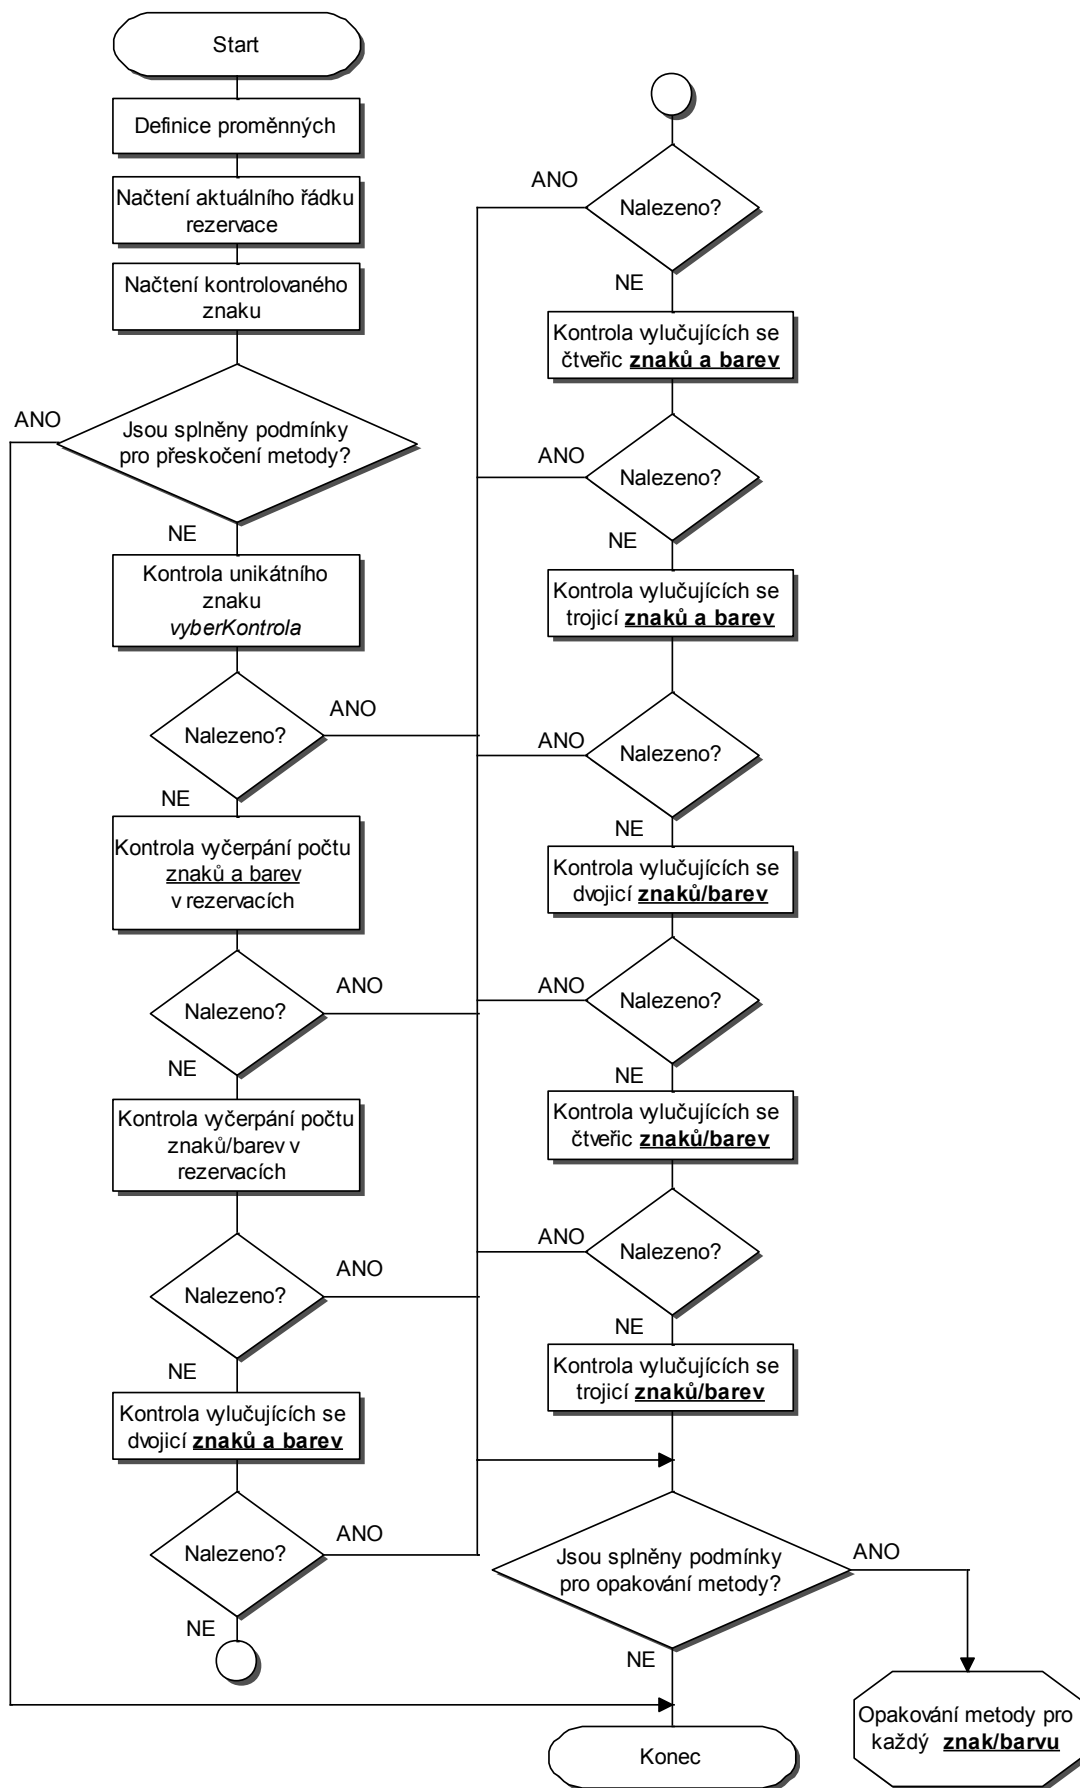 Start
Definice proměnných
Načtení aktuálního řádku
rezervace
Načtení kontrolovaného
znaku
ANO
Jsou splněny podmínky
pro přeskočení metody?
NE
Kontrola unikátního
znaku
vyberKontrola
ANO
Nalezeno?
NE
Kontrola vyčerpání počtu
znaků a barev
v rezervacích
ANO
Nalezeno?
NE
Kontrola vyčerpání počtu
znaků/barev v
rezervacích
ANO
Nalezeno?
NE
Kontrola vylučujících se
dvojicí znaků a barev
ANO
Nalezeno?
NE
ANO
Nalezeno?
NE
Kontrola vylučujících se
čtveřic znaků a barev
ANO
Nalezeno?
NE
Kontrola vylučujících se
trojicí znaků a barev
ANO
Nalezeno?
NE
Kontrola vylučujících se
dvojicí znaků/barev
ANO
Nalezeno?
NE
Kontrola vylučujících se
čtveřic znaků/barev
ANO
Nalezeno?
NE
Kontrola vylučujících se
trojicí znaků/barev
Jsou splněny podmínky
pro opakování metody?
ANO
NE
Opakování metody pro
každý znak/barvu
Konec